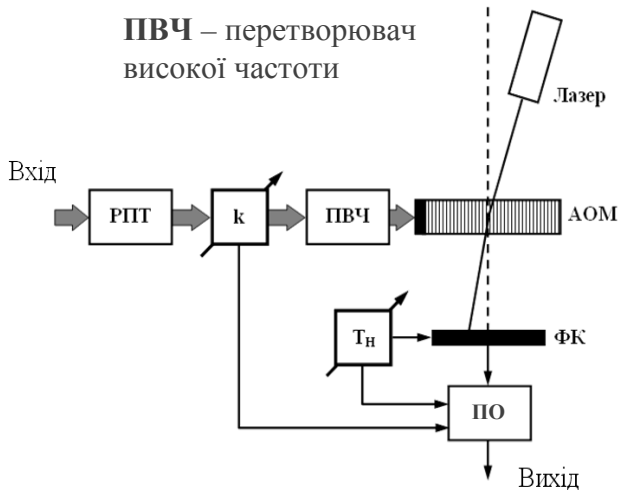 ПВЧ – перетворювач
високої частоти
Лазер
Вхід
РПТ
k
ПВЧ
АОМ
Tн
ФК
ПО
Вихід